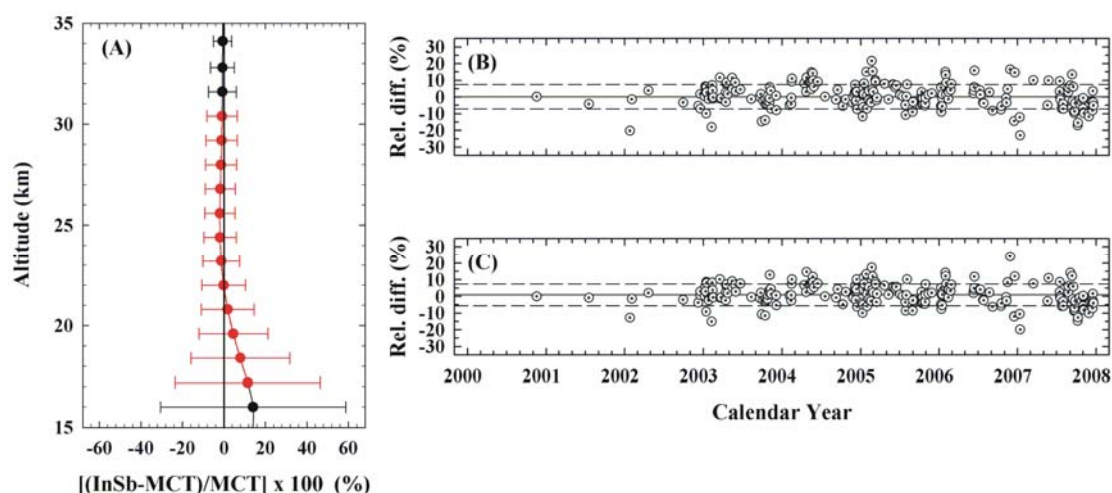 (A)
35
30
25
20
15
Altitude (km)
-60 -40 -20 0 20 40 60
[(InSb-MCT)/MCT] x 100 (%)
(B)
30
20
10
0
-10
-20
-30
Rel. diff. (%)
(C)
30
20
10
0
-10
-20
-30
Rel. diff. (%)
2000 2001 2002 2003 2004 2005 2006 2007 2008
Calendar Year